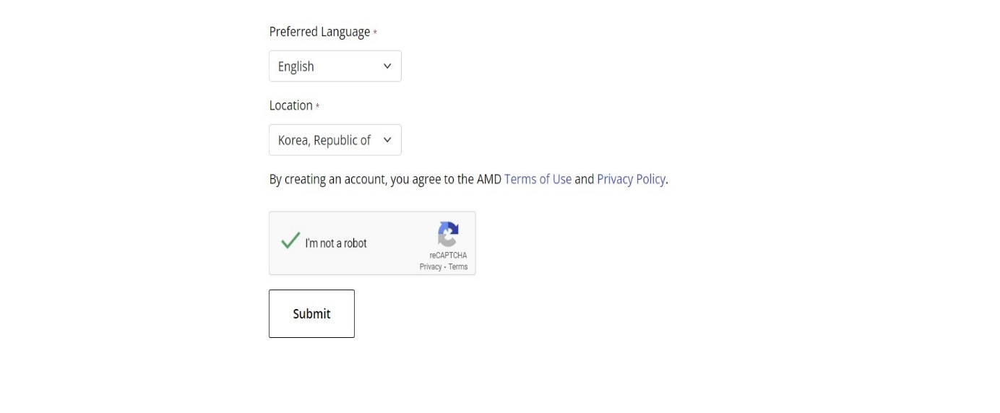 Preferred Language *
English
Location *
Korea, Republic of
By creating an account, you agree to the AMD Terms of Use and Privacy Policy.
I'm not a robot
reCAPTCHA
Privacy - Terms
Submit